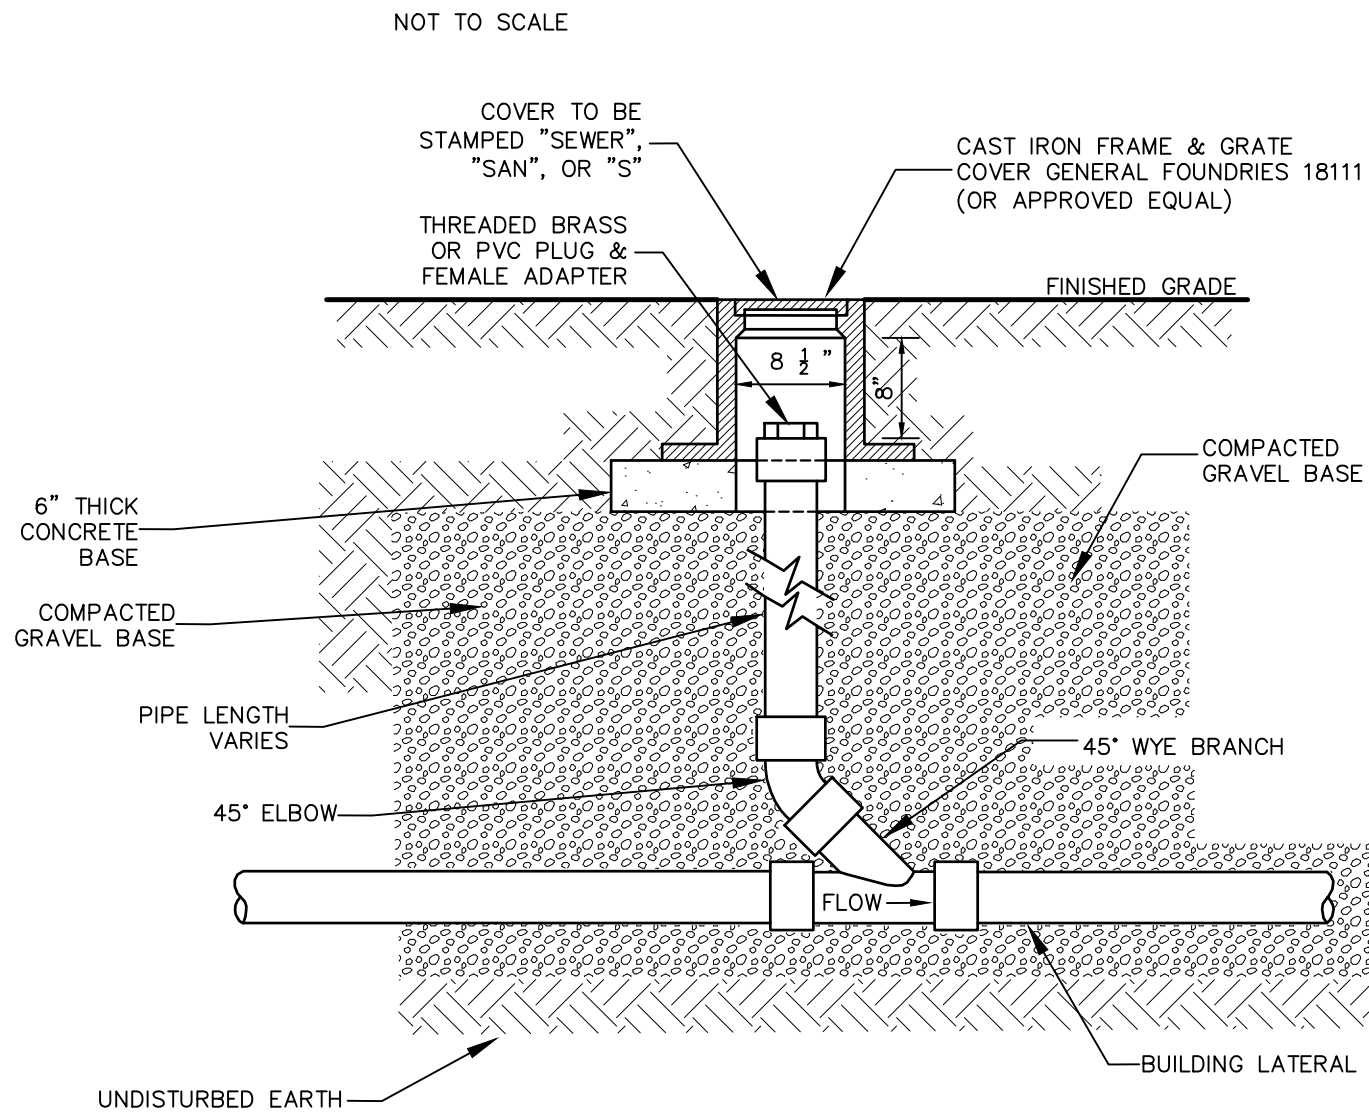 NOT TO SCALE
COVER TO BE
STAMPED "SEWER",
"SAN", OR "S"
CAST IRON FRAME & GRATE
COVER GENERAL FOUNDRIES 18111
(OR APPROVED EQUAL)
THREADED BRASS
OR PVC PLUG &
FEMALE ADAPTER
FINISHED GRADE
8 1/2 "
8"
COMPACTED
GRAVEL BASE
6" THICK
CONCRETE
BASE
COMPACTED
GRAVEL BASE
PIPE LENGTH
VARIES
45° WYE BRANCH
45° ELBOW
FLOW
BUILDING LATERAL
UNDISTURBED EARTH